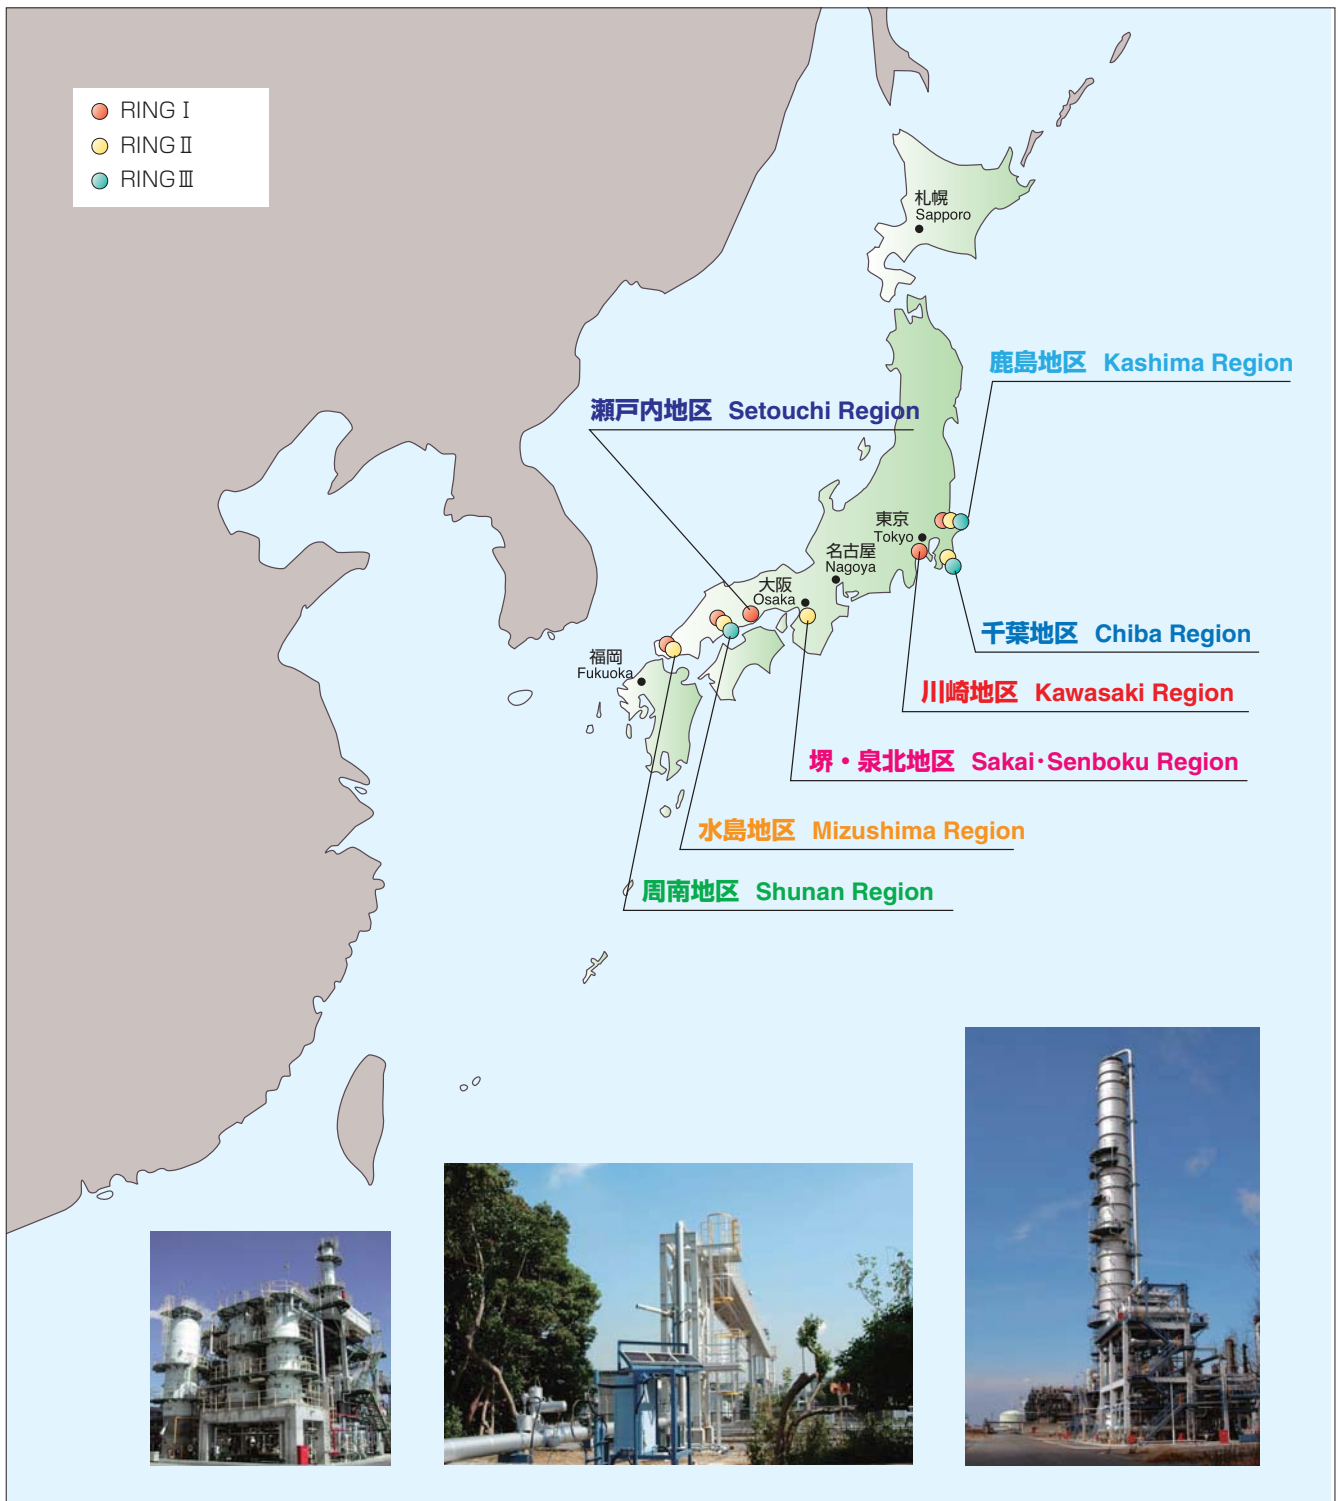 RING Ⅰ
RING Ⅱ
RING Ⅲ
札幌
Sapporo
鹿島地区 Kashima Region
瀬戸内地区 Setouchi Region
東京
Tokyo
名古屋
Nagoya
大阪
Osaka
千葉地区 Chiba Region
福岡
Fukuoka
川崎地区 Kawasaki Region
堺・泉北地区 Sakai・Senboku Region
水島地区 Mizushima Region
周南地区 Shunan Region